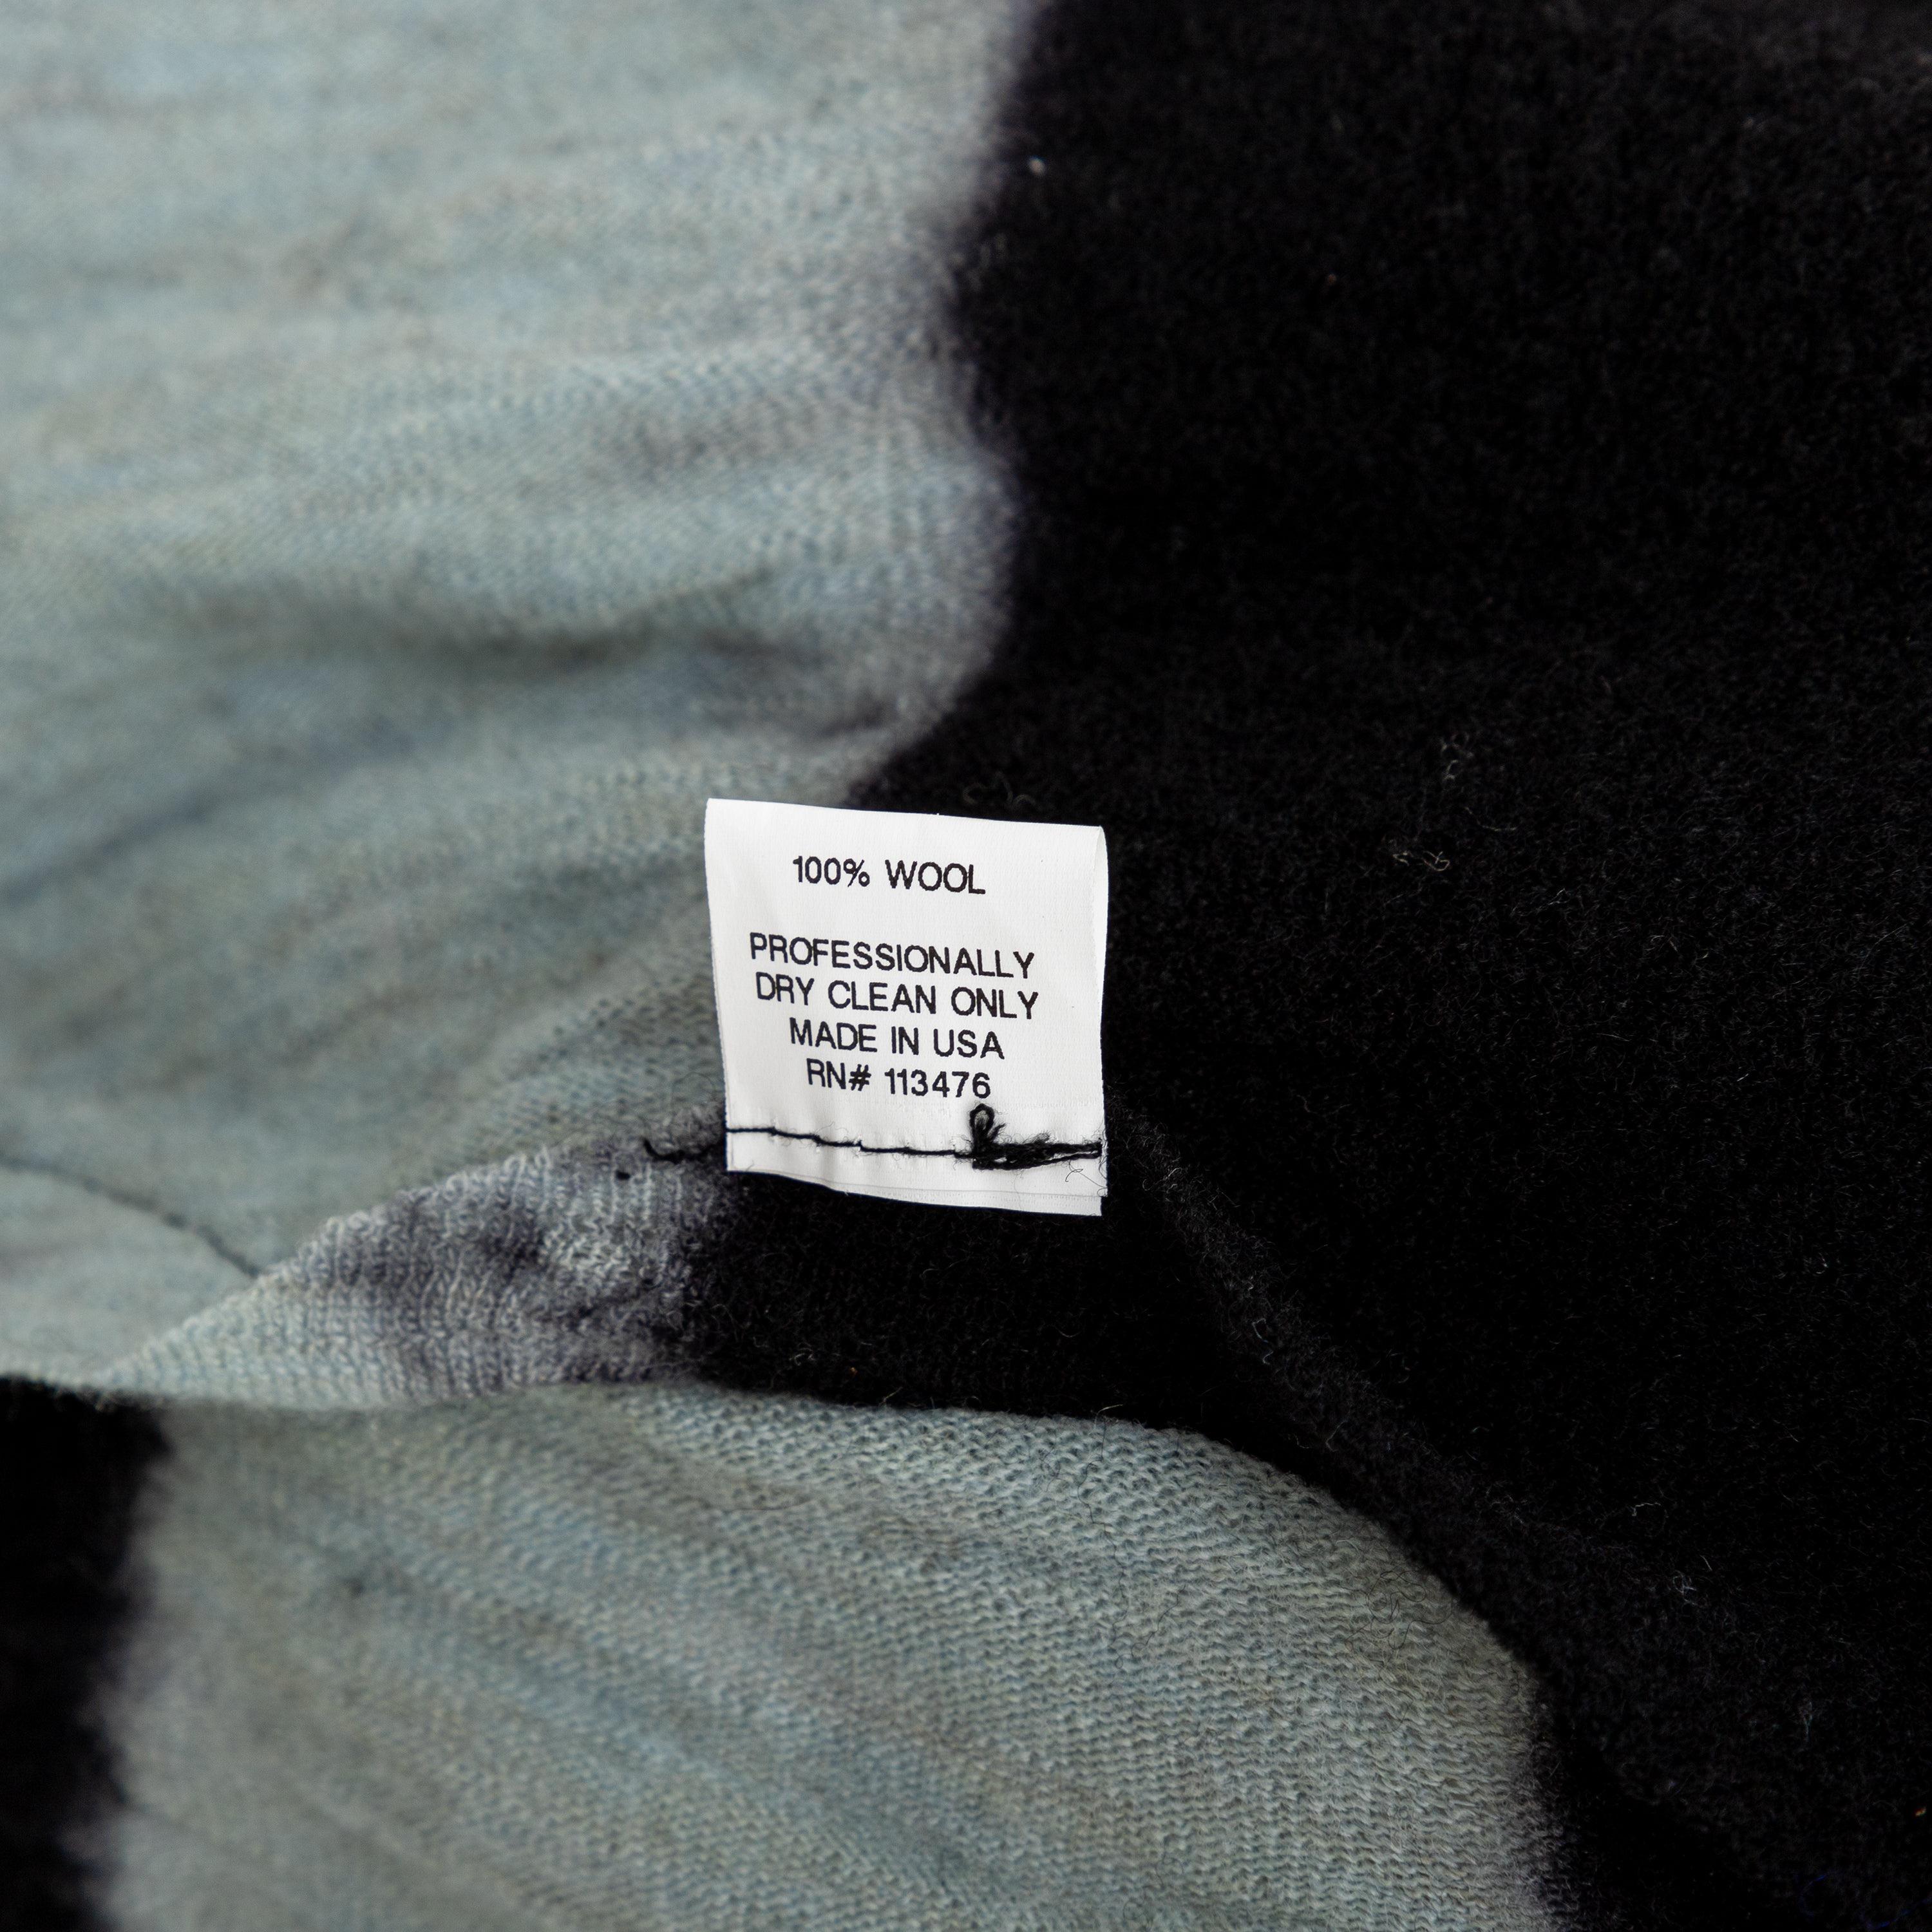 100% WOOL
PROFESSIONALLY
DRY CLEAN ONLY
MADE IN USA
RN# 113476